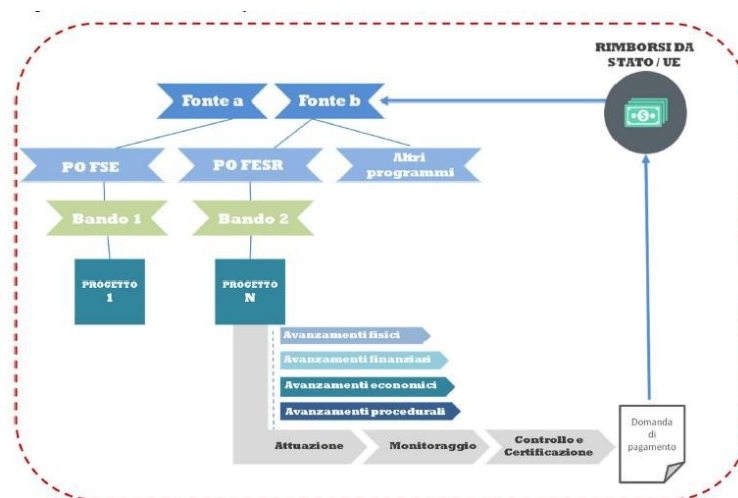 RIMBORSI DA
STATO / UE
Fonte a
Fonte b
PO FSE
PO FESR
Altri
programmi
Bando 1
Bando 2
PROGETTO
1
PROGETTO
N
Avanzamenti fisici
Avanzamenti finanziari
Avanzamenti economici
Avanzamenti procedurali
Attuazione
Monitoraggio
Controllo e
Certificazione
Domanda
di
pagamento